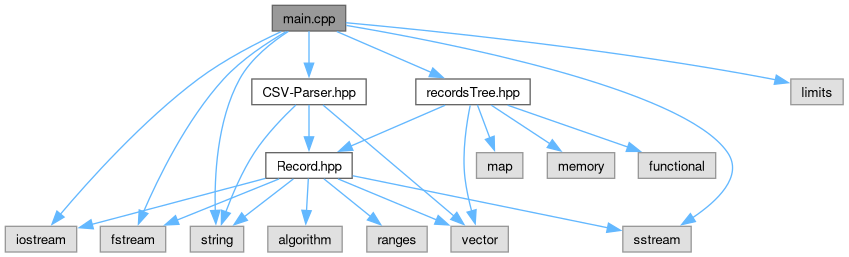 main.cpp
CSV-Parser.hpp
recordsTree.hpp
limits
Record.hpp
map
memory
functional
iostream
fstream
string
algorithm
ranges
vector
sstream